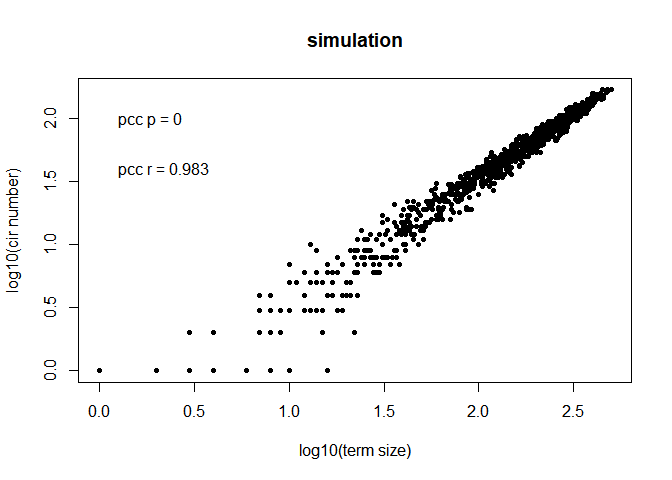 simulation
pcc p = 0
pcc r = 0.983
log10(cir number)
0.0
0.5
1.0
1.5
2.0
0.0 0.5 1.0 1.5 2.0 2.5
log10(term size)